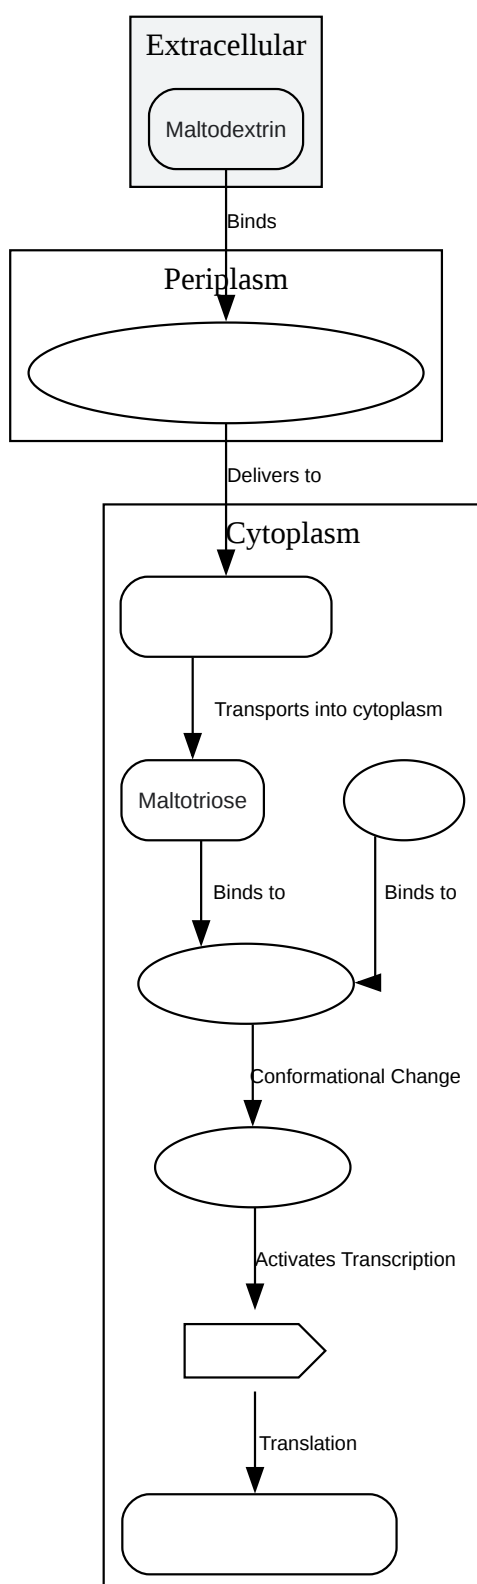 Extracellular
Maltodextrin
Binds
Periplasm
Delivers to
Cytoplasm
Transports into cytoplasm
Maltotriose
Binds to
Binds to
Conformational Change
Activates Transcription
Translation